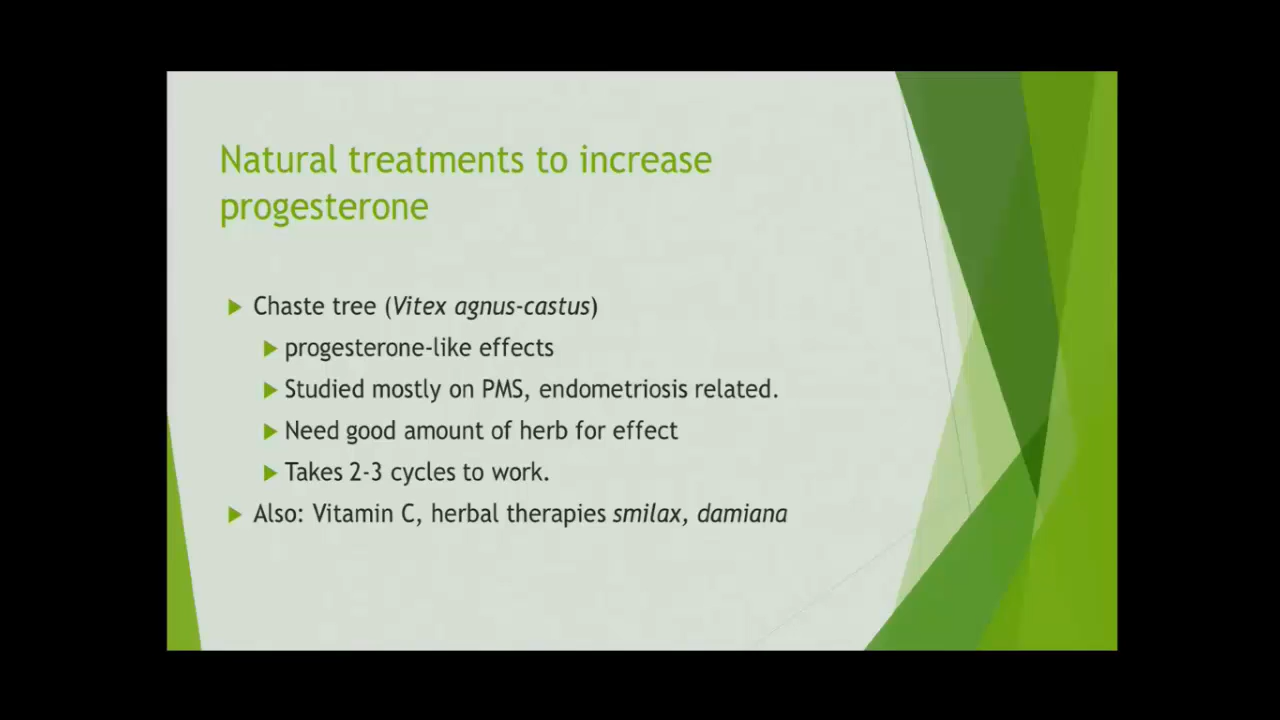 Natural treatments to increase
progesterone
Chaste tree (Vitex agnus-castus)
progesterone-like effects
Studied mostly on PMS, endometriosis related.
Need good amount of herb for effect
Takes 2-3 cycles to work.
Also: Vitamin C, herbal therapies smilax, damiana